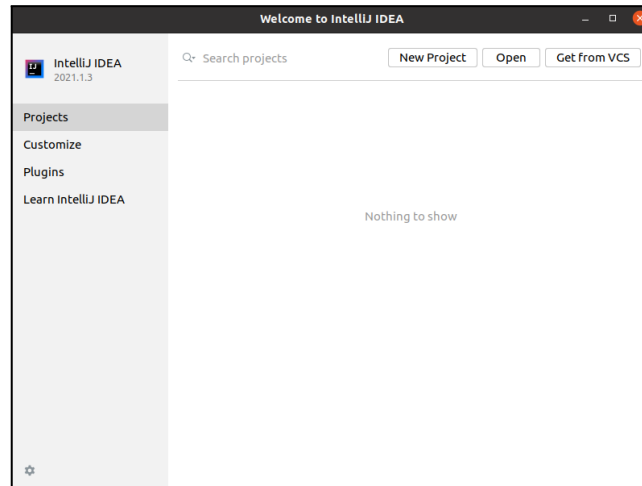 Welcome to IntelliJ IDEA
IJ
IntelliJ IDEA
2021.1.3
Search projects
New Project
Open
Get from VCS
Projects
Customize
Plugins
Learn IntelliJ IDEA
Nothing to show